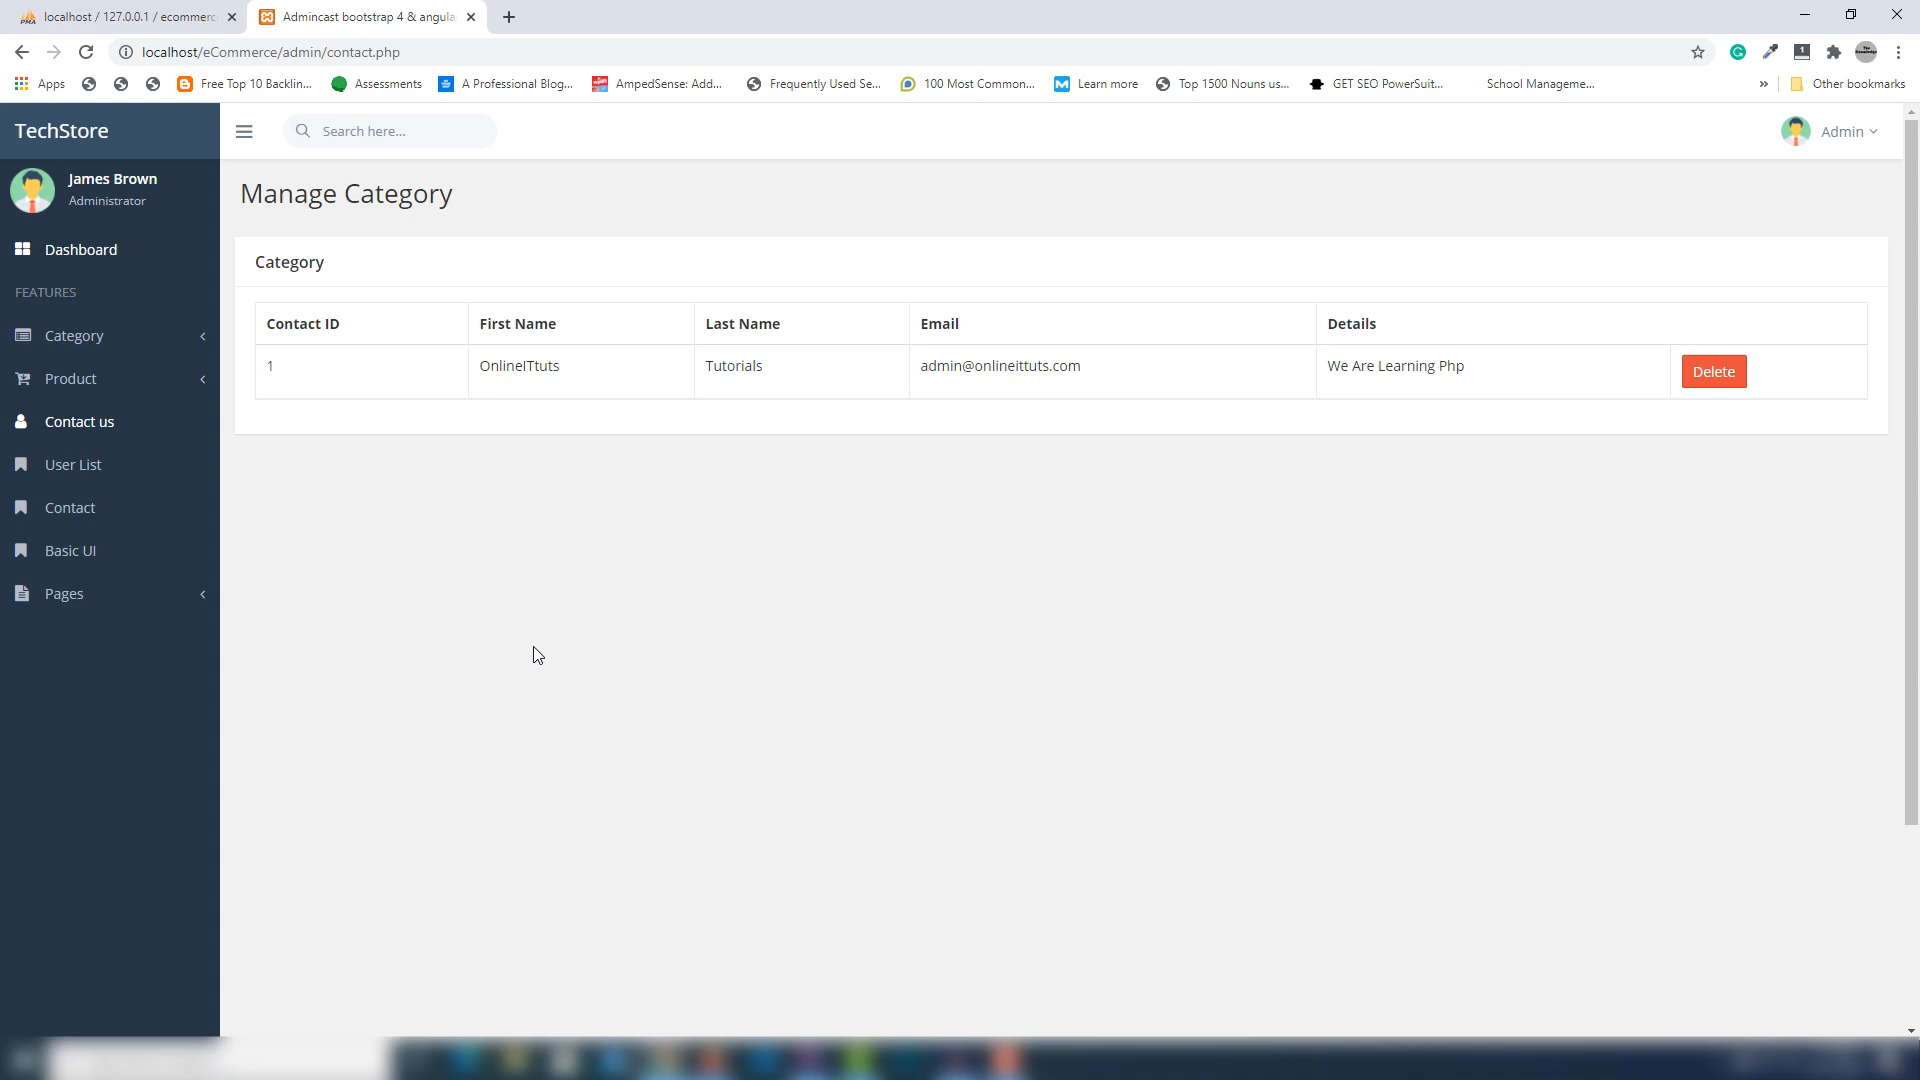 localhost / 127.0.0.1 / ecommerc
Admincast bootstrap 4 & angula
localhost/eCommerce/admin/contact.php
Apps
Free Top 10 Backlin...
Assessments
A Professional Blog...
AmpedSense: Add...
Frequently Used Se...
100 Most Common...
Learn more
Top 1500 Nouns us...
GET SEO PowerSuit...
School Manageme...
Other bookmarks
TechStore
Search here...
Admin
James Brown
Administrator
Dashboard
FEATURES
Category
Product
Contact us
User List
Contact
Basic UI
Pages
Manage Category
Category
Contact ID First Name Last Name Email Details
1 OnlineITtuts Tutorials admin@onlineittuts.com We Are Learning Php Delete